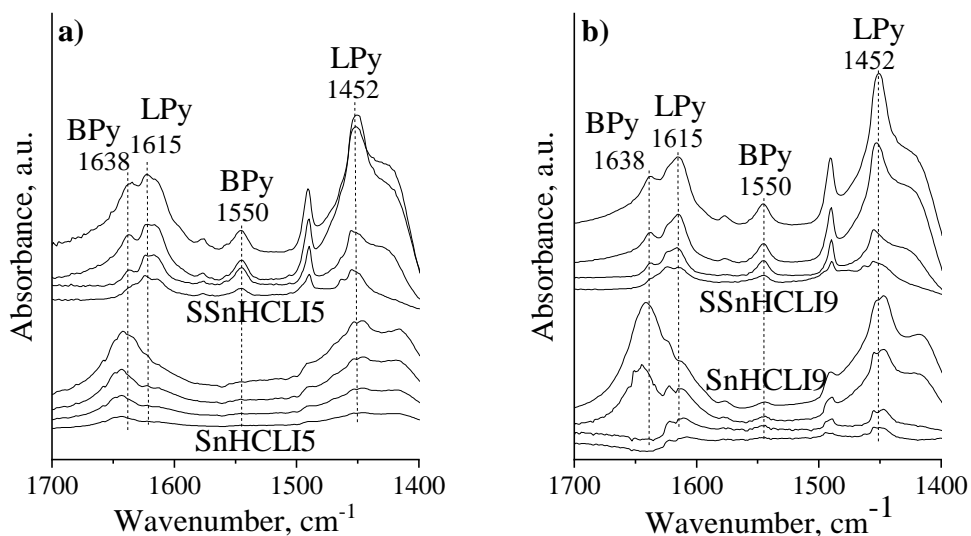 a)
LPy
1452
LPy
BPy
1615
1638
BPy
1550
SSnHCLI5
SnHCLI5
Absorbance, a.u.
1700
1600
1500
1400
Wavenumber, cm-1
b)
LPy
1452
LPy
BPy
1615
1638
BPy
1550
SSnHCLI9
SnHCLI9
Absorbance, a.u.
1700
1600
1500
1400
Wavenumber, cm-1